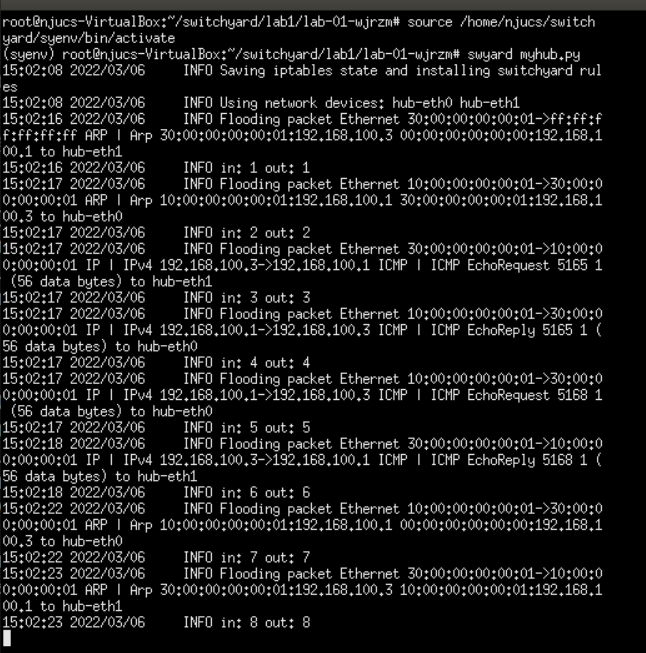 root@njucs-VirtualBox:~/switchyard/lab1/lab-01-wjrzm# source /home/njucs/switch
yard/syenv/bin/activate
(syenv) root@njucs-VirtualBox:~/switchyard/lab1/lab-01-wjrzm# swyard myhub.py
15:02:08 2022/03/06     INFO Saving iptables state and installing switchyard rul
es
15:02:08 2022/03/06     INFO Using network devices: hub-eth0 hub-eth1
15:02:16 2022/03/06     INFO Flooding packet Ethernet 30:00:00:00:00:01->ff:ff:f
f:ff:ff:ff ARP | Arp 30:00:00:00:00:01:192.168.100.3 00:00:00:00:00:00:192.168.1
00.1 to hub-eth1
15:02:16 2022/03/06     INFO in: 1 out: 1
15:02:17 2022/03/06     INFO Flooding packet Ethernet 10:00:00:00:00:01->30:00:0
0:00:00:01 ARP | Arp 10:00:00:00:00:01:192.168.100.1 30:00:00:00:00:01:192.168.1
00.3 to hub-eth0
15:02:17 2022/03/06     INFO in: 2 out: 2
15:02:17 2022/03/06     INFO Flooding packet Ethernet 30:00:00:00:00:01->10:00:0
0:00:00:01 IP | IPv4 192.168.100.3->192.168.100.1 ICMP | ICMP EchoRequest 5165 1
 (56 data bytes) to hub-eth1
15:02:17 2022/03/06     INFO in: 3 out: 3
15:02:17 2022/03/06     INFO Flooding packet Ethernet 10:00:00:00:00:01->30:00:0
0:00:00:01 IP | IPv4 192.168.100.1->192.168.100.3 ICMP | ICMP EchoReply 5165 1 (
56 data bytes) to hub-eth0
15:02:17 2022/03/06     INFO in: 4 out: 4
15:02:17 2022/03/06     INFO Flooding packet Ethernet 10:00:00:00:00:01->30:00:0
0:00:00:01 IP | IPv4 192.168.100.1->192.168.100.3 ICMP | ICMP EchoRequest 5168 1
 (56 data bytes) to hub-eth0
15:02:17 2022/03/06     INFO in: 5 out: 5
15:02:18 2022/03/06     INFO Flooding packet Ethernet 30:00:00:00:00:01->10:00:0
0:00:00:01 IP | IPv4 192.168.100.3->192.168.100.1 ICMP | ICMP EchoReply 5168 1 (
56 data bytes) to hub-eth1
15:02:18 2022/03/06     INFO in: 6 out: 6
15:02:22 2022/03/06     INFO Flooding packet Ethernet 10:00:00:00:00:01->30:00:0
0:00:00:01 ARP | Arp 10:00:00:00:00:01:192.168.100.1 00:00:00:00:00:00:192.168.1
00.3 to hub-eth0
15:02:22 2022/03/06     INFO in: 7 out: 7
15:02:23 2022/03/06     INFO Flooding packet Ethernet 30:00:00:00:00:01->10:00:0
0:00:00:01 ARP | Arp 30:00:00:00:00:01:192.168.100.3 10:00:00:00:00:01:192.168.1
00.1 to hub-eth1
15:02:23 2022/03/06     INFO in: 8 out: 8